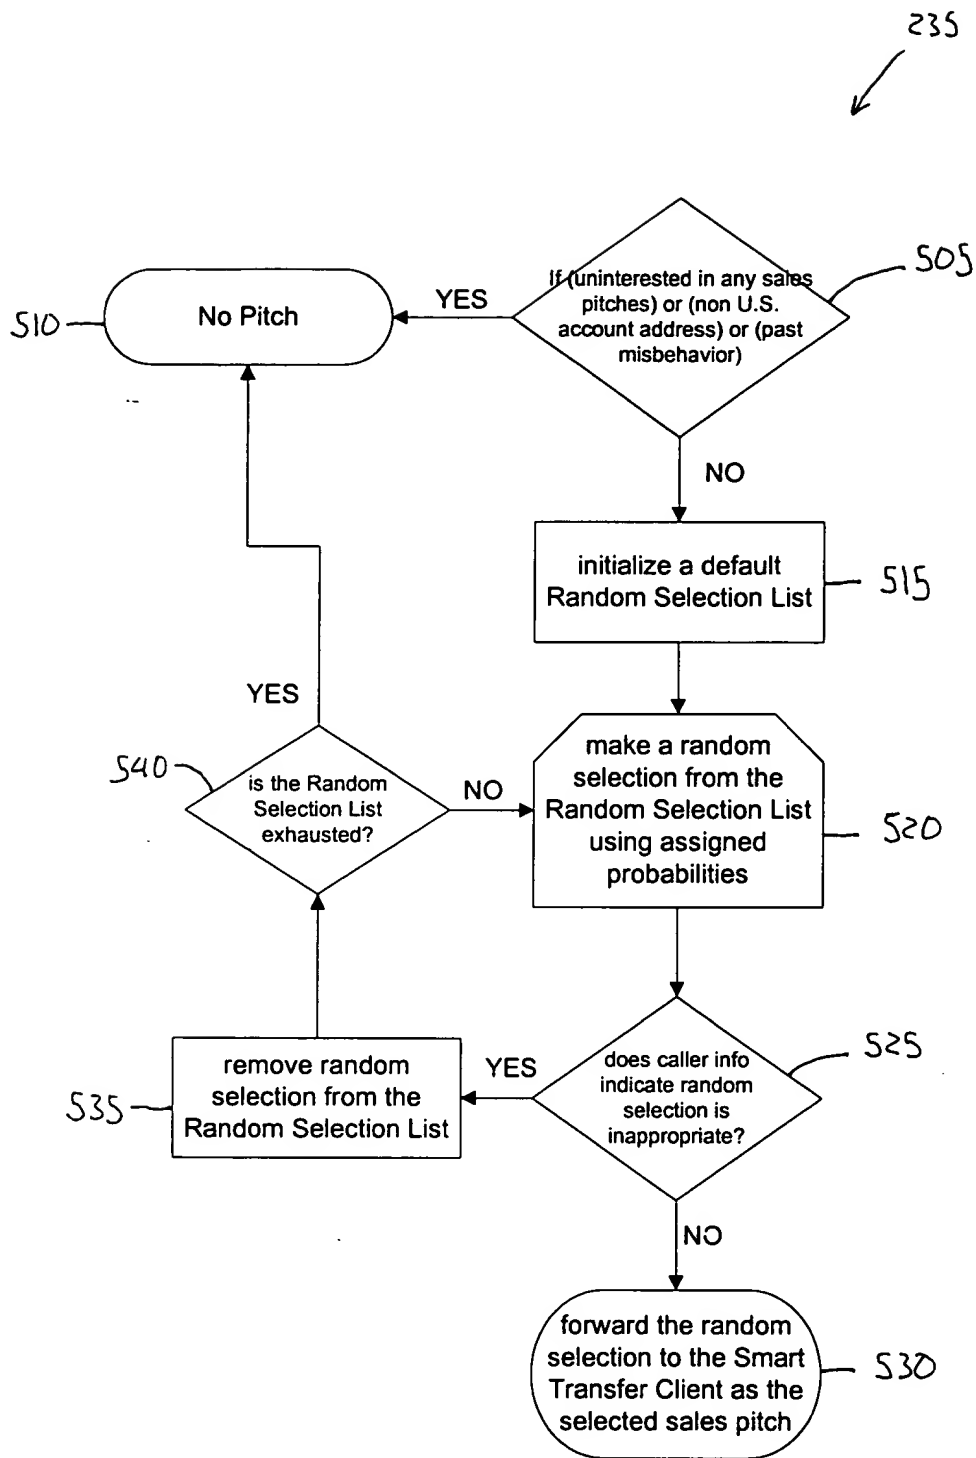 235
If (uninterested in any sales
pitches) or (non U.S.
account address) or (past
misbehavior)
505
YES
No Pitch
510
NO
initialize a default
Random Selection List
515
YES
make a random
selection from the
Random Selection List
using assigned
probabilities
520
540
is the Random
Selection List
exhausted?
NO
does caller info
indicate random
selection is
inappropriate?
525
YES
remove random
selection from the
Random Selection List
535
NO
forward the random
selection to the Smart
Transfer Client as the
selected sales pitch
530